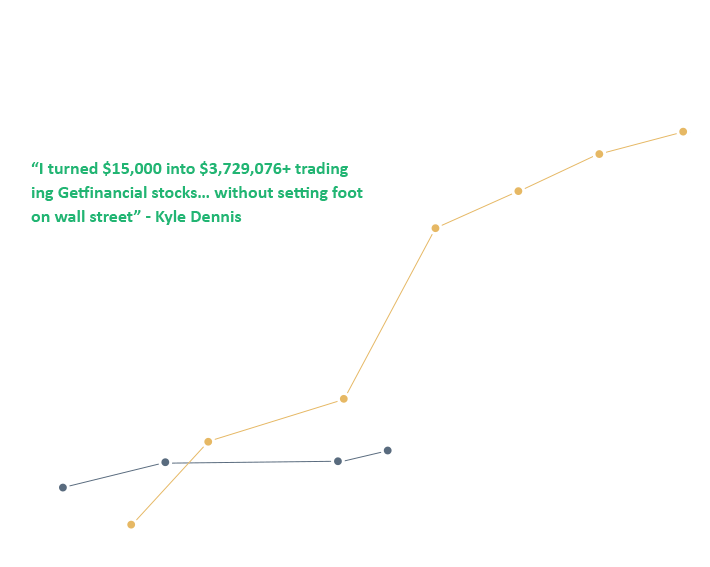 “I turned $15,000 into $3,729,076+ trading
ing Getfinancial stocks... without setting foot
on wall street” - Kyle Dennis